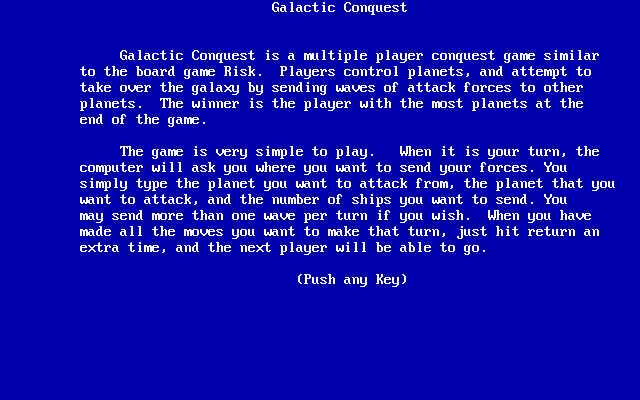 Galactic Conquest
Galactic Conquest is a multiple player conquest game similar
to the board game Risk.  Players control planets, and attempt to
take over the galaxy by sending waves of attack forces to other
planets.  The winner is the player with the most planets at the
end of the game.
The game is very simple to play.   When it is your turn, the
computer will ask you where you want to send your forces. You
simply type the planet you want to attack from, the planet that you
want to attack, and the number of ships you want to send. You
may send more than one wave per turn if you wish.  When you have
made all the moves you want to make that turn, just hit return an
extra time, and the next player will be able to go.
(Push any Key)